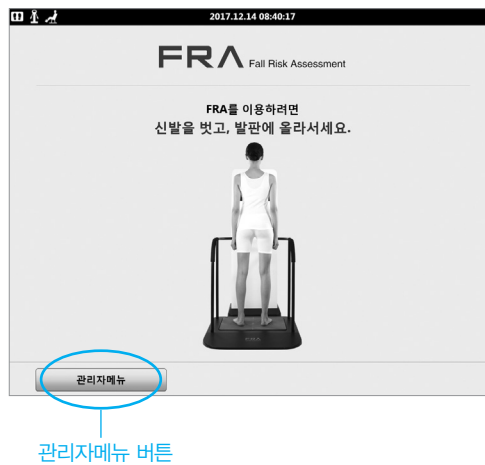 2017.12.14 08:40:17
FRA Fall Risk Assessment
FRA를 이용하려면
신발을 벗고, 발판에 올라서세요.
FRA
관리자메뉴
관리자메뉴 버튼